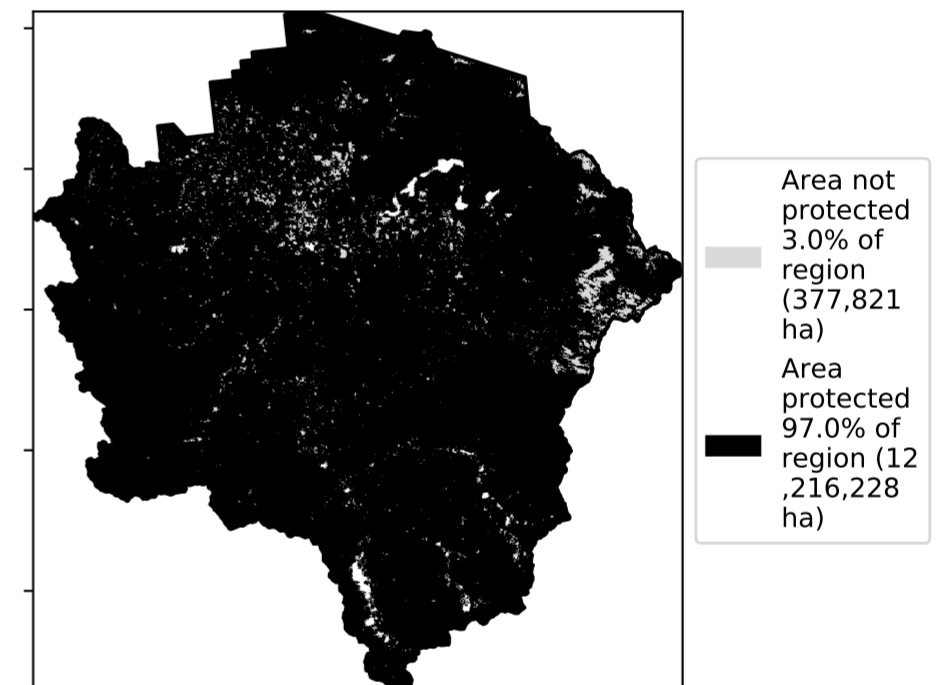 Area not
protected
3.0% of
region
(377,821
ha)
Area
protected
97.0% of
region (12
,216,228
ha)